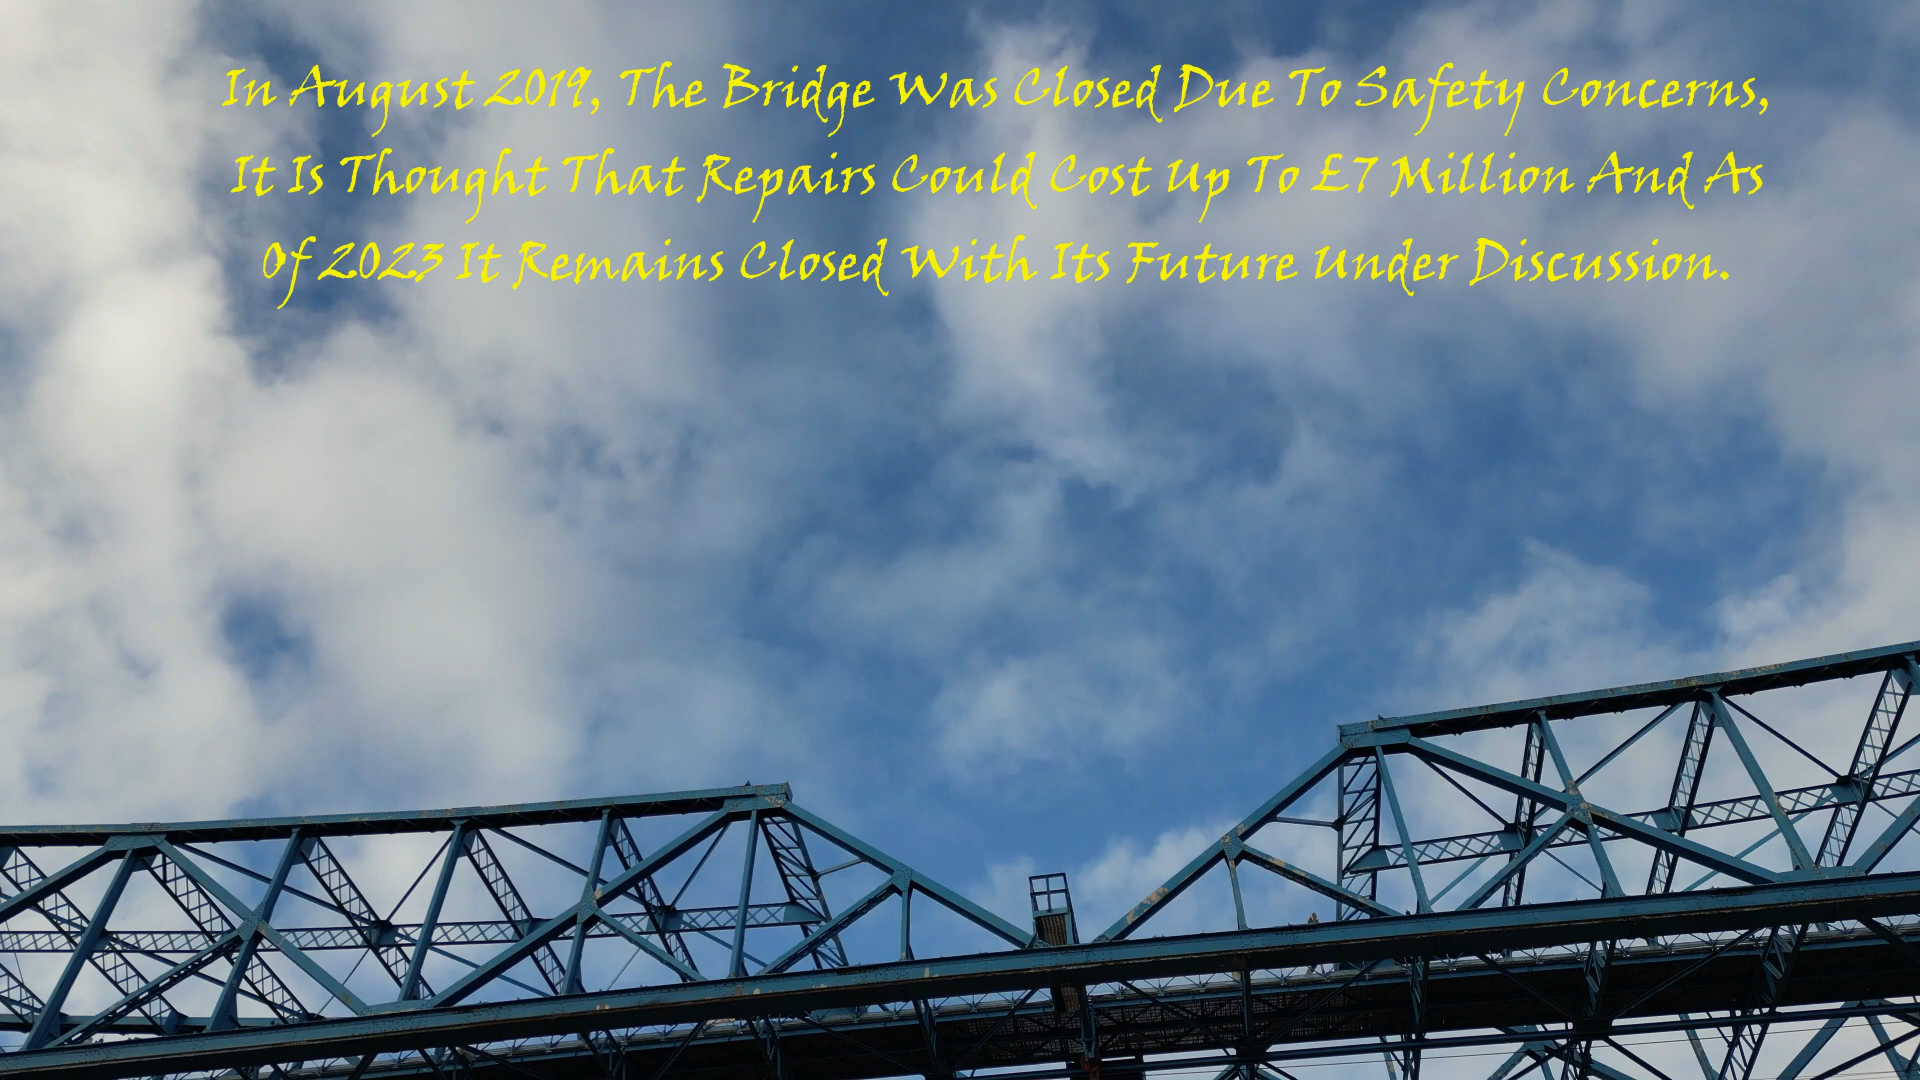 In August 2019, The Bridge Was Closed Due To Safety Concerns,
It Is Thought That Repairs Could Cost Up To £7 Million And As
Of 2023 It Remains Closed With Its Future Under Discussion.